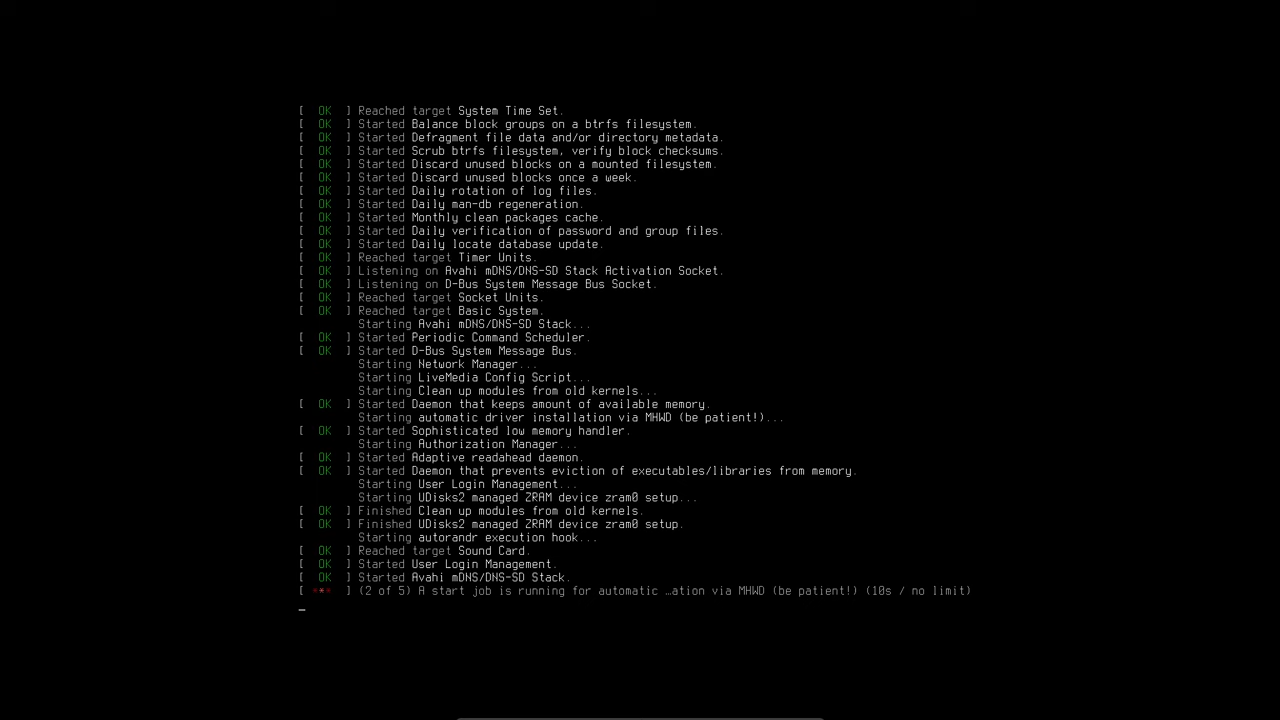 [  OK  ] Reached target System Time Set.
[  OK  ] Started Balance block groups on a btrfs filesystem.
[  OK  ] Started Defragment file data and/or directory metadata.
[  OK  ] Started Scrub btrfs filesystem, verify block checksums.
[  OK  ] Started Discard unused blocks on a mounted filesystem.
[  OK  ] Started Discard unused blocks once a week.
[  OK  ] Started Daily rotation of log files.
[  OK  ] Started Daily man-db regeneration.
[  OK  ] Started Monthly clean packages cache.
[  OK  ] Started Daily verification of password and group files.
[  OK  ] Started Daily locate database update.
[  OK  ] Reached target Timer Units.
[  OK  ] Listening on Avahi mDNS/DNS-SD Stack Activation Socket.
[  OK  ] Listening on D-Bus System Message Bus Socket.
[  OK  ] Reached target Socket Units.
[  OK  ] Reached target Basic System.
         Starting Avahi mDNS/DNS-SD Stack...
[  OK  ] Started Periodic Command Scheduler.
[  OK  ] Started D-Bus System Message Bus.
         Starting Network Manager...
         Starting LiveMedia Config Script...
         Starting Clean up modules from old kernels...
[  OK  ] Started Daemon that keeps amount of available memory.
         Starting automatic driver installation via MHWD (be patient!)...
[  OK  ] Started Sophisticated low memory handler.
         Starting Authorization Manager...
[  OK  ] Started Adaptive readahead daemon.
[  OK  ] Started Daemon that prevents eviction of executables/libraries from memory.
         Starting User Login Management...
         Starting UDisks2 managed ZRAM device zram0 setup...
[  OK  ] Finished Clean up modules from old kernels.
[  OK  ] Finished UDisks2 managed ZRAM device zram0 setup.
         Starting autorandr execution hook...
[  OK  ] Reached target Sound Card.
[  OK  ] Started User Login Management.
[  OK  ] Started Avahi mDNS/DNS-SD Stack.
[ ***  ] (2 of 5) A start job is running for automatic …ation via MHWD (be patient!) (10s / no limit)